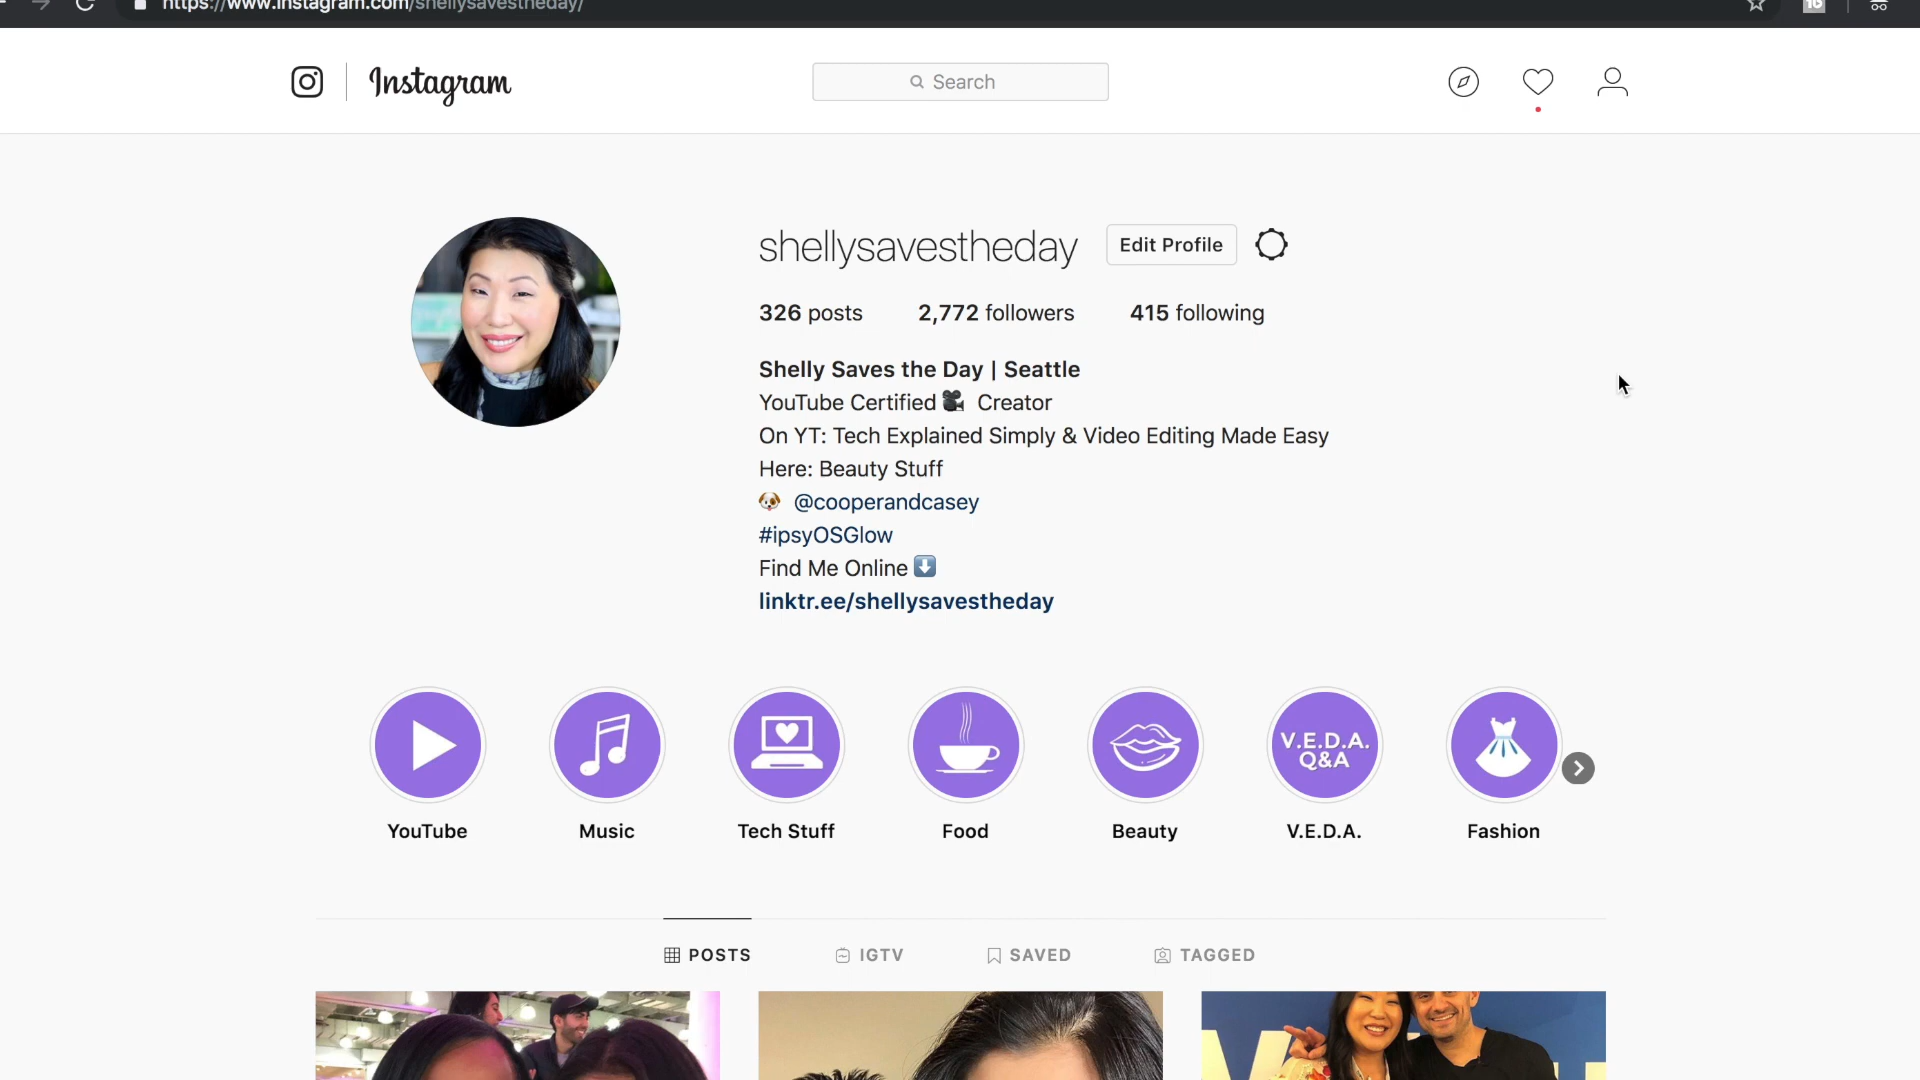 https://www.instagram.com/shellysavestheday/
Instagram
Search
shellysavestheday
Edit Profile
326 posts
2,772 followers
415 following
Shelly Saves the Day | Seattle
YouTube Certified 🎥 Creator
On YT: Tech Explained Simply & Video Editing Made Easy
Here: Beauty Stuff
🐶 @cooperandcasey
#ipsyOSGlow
Find Me Online ⬇️
linktr.ee/shellysavestheday
V.E.D.A.
Q&A
YouTube
Music
Tech Stuff
Food
Beauty
V.E.D.A.
Fashion
POSTS
IGTV
SAVED
TAGGED